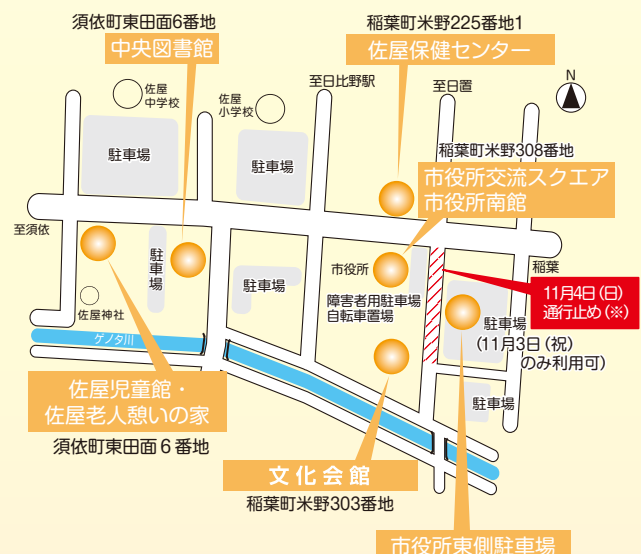 須依町東田面6番地
中央図書館
稲葉町米野225番地1
佐屋保健センター
佐屋
中学校
佐屋
小学校
至日比野駅
至日置
N
駐車場
駐車場
稲葉町米野308番地
市役所交流スクエア
市役所南館
至須依
駐車場
市役所
稲葉
駐車場
障害者用駐車場
自転車置場
11月4日(日)
通行止め(※)
佐屋神社
ゲノタ川
駐車場
(11月3日(祝)
のみ利用可)
佐屋児童館・
佐屋老人憩いの家
須依町東田面6番地
駐車場
文化会館
稲葉町米野303番地
市役所東側駐車場